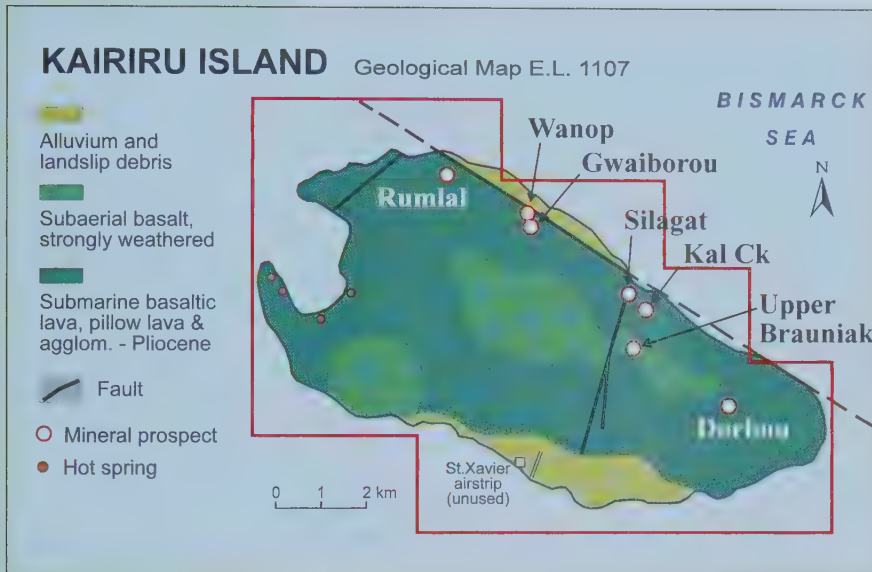 KAIRIRU ISLAND Geological Map E.L. 1107
BISMARCK
SEA
N
Alluvium and
landslip debris
Subaerial basalt,
strongly weathered
Submarine basaltic
lava, pillow lava &
agglom. - Pliocene
Fault
Mineral prospect
Hot spring
Wanop
Gwaiborou
Rumlal
Silagat
Kal Ck
Upper
Brauniak
St.Xavier
airstrip
(unused)
0 1 2 km